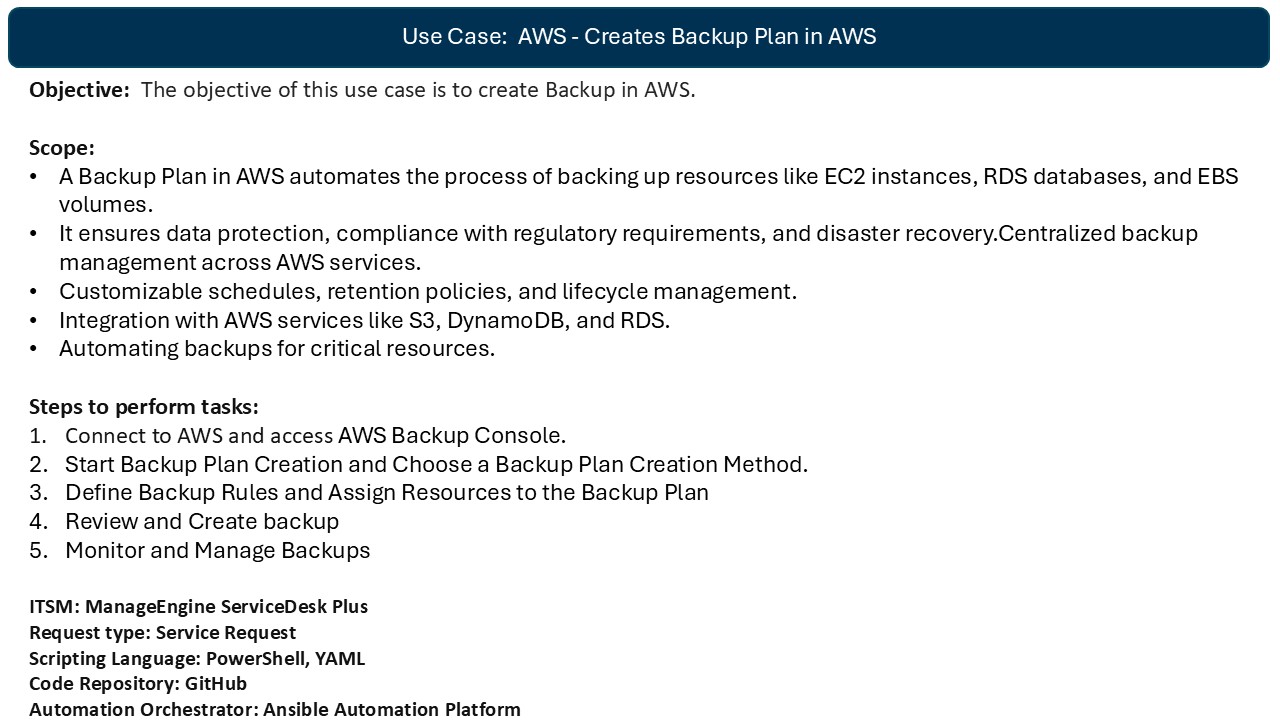 Use Case:  AWS - Creates Backup Plan in AWS
Objective:  The objective of this use case is to create Backup in AWS.
Scope:
• A Backup Plan in AWS automates the process of backing up resources like EC2 instances, RDS databases, and EBS
volumes.
• It ensures data protection, compliance with regulatory requirements, and disaster recovery.Centralized backup
management across AWS services.
• Customizable schedules, retention policies, and lifecycle management.
• Integration with AWS services like S3, DynamoDB, and RDS.
• Automating backups for critical resources.
Steps to perform tasks:
1. Connect to AWS and access AWS Backup Console.
2. Start Backup Plan Creation and Choose a Backup Plan Creation Method.
3. Define Backup Rules and Assign Resources to the Backup Plan
4. Review and Create backup
5. Monitor and Manage Backups
ITSM: ManageEngine ServiceDesk Plus
Request type: Service Request
Scripting Language: PowerShell, YAML
Code Repository: GitHub
Automation Orchestrator: Ansible Automation Platform